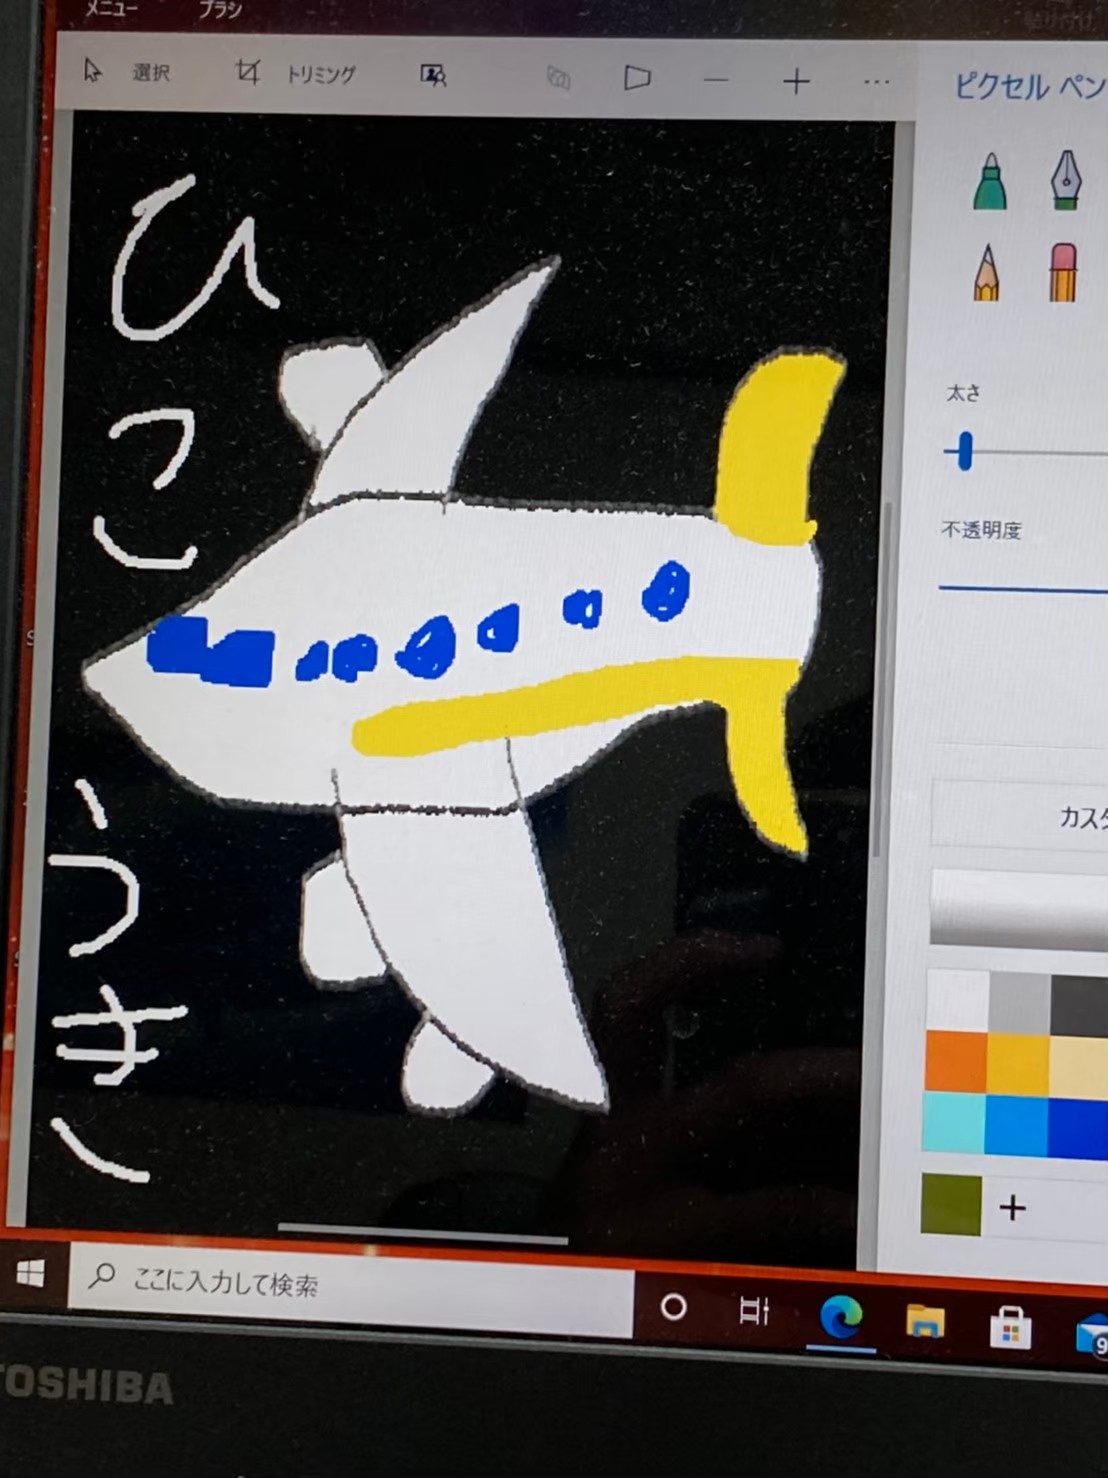 メニュー
ブラシ
選択
トリミング
ピクセル ペン
ひこうき
太さ
不透明度
カスタ
ここに入力して検索
TOSHIBA